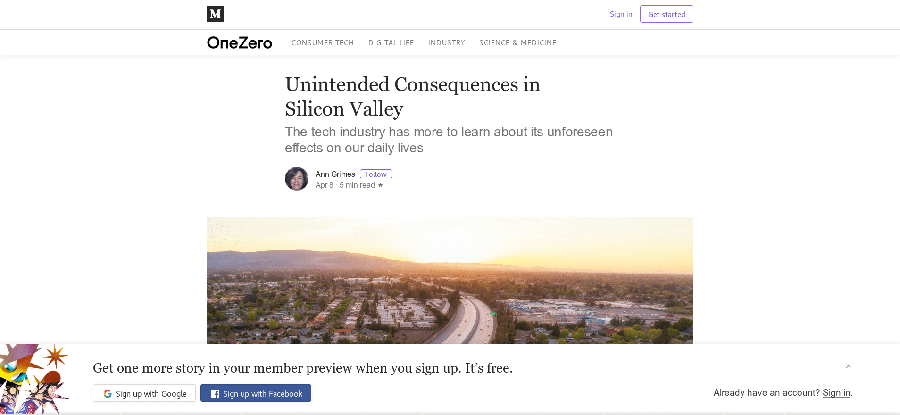 M
Sign in Get started
OneZero CONSUMER TECH DIGITAL LIFE INDUSTRY SCIENCE & MEDICINE
Unintended Consequences in
Silicon Valley
The tech industry has more to learn about its unforeseen
effects on our daily lives
Ann Grimes Follow
Apr 8 · 5 min read ★
Get one more story in your member preview when you sign up. It’s free.
Sign up with Google Sign up with Facebook
Already have an account? Sign in.